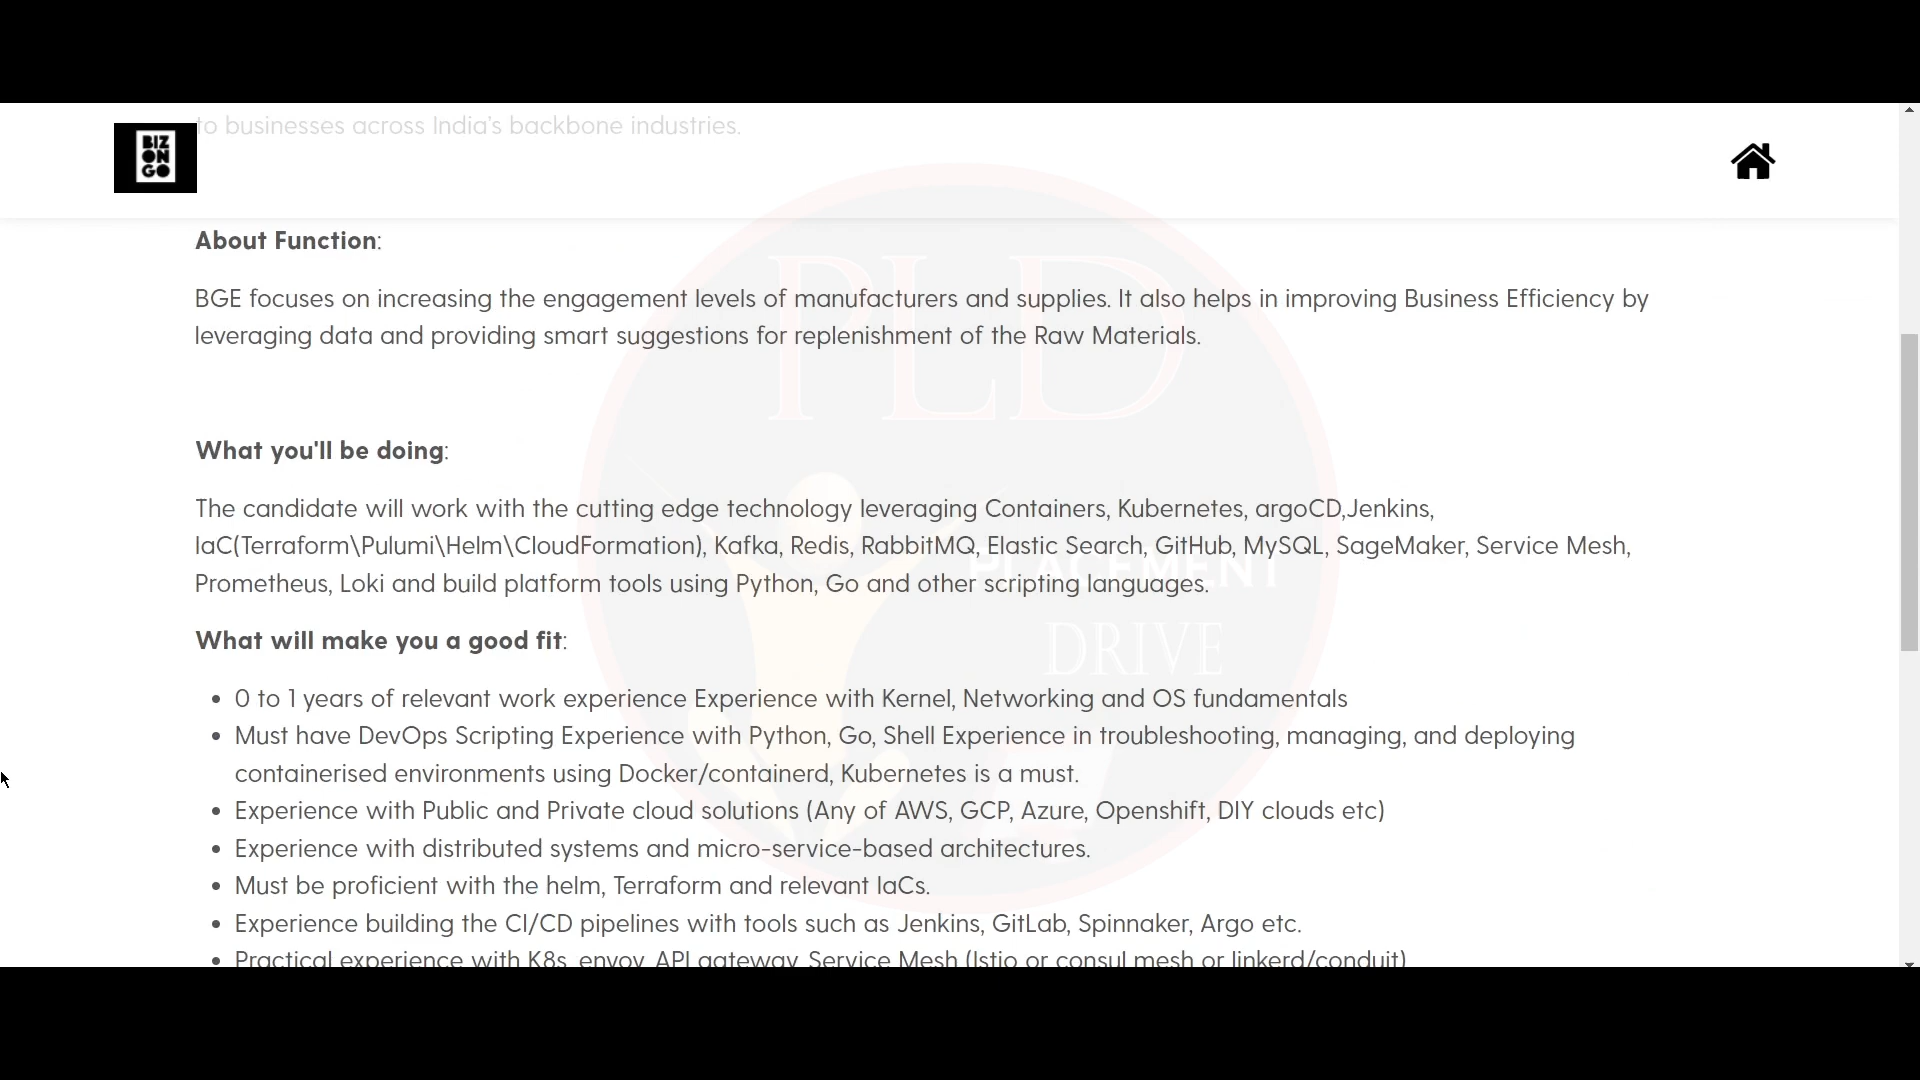 to businesses across India's backbone industries.
BIZ
ON
GO
About Function:
BGE focuses on increasing the engagement levels of manufacturers and supplies. It also helps in improving Business Efficiency by
leveraging data and providing smart suggestions for replenishment of the Raw Materials.
PLD
What you'll be doing:
The candidate will work with the cutting edge technology leveraging Containers, Kubernetes, argoCD,Jenkins,
IaC(Terraform\Pulumi\Helm\CloudFormation), Kafka, Redis, RabbitMQ, Elastic Search, GitHub, MySQL, SageMaker, Service Mesh,
Prometheus, Loki and build platform tools using Python, Go and other scripting languages.
PLACEMENT
DRIVE
What will make you a good fit:
• 0 to 1 years of relevant work experience Experience with Kernel, Networking and OS fundamentals
• Must have DevOps Scripting Experience with Python, Go, Shell Experience in troubleshooting, managing, and deploying
containerised environments using Docker/containerd, Kubernetes is a must.
• Experience with Public and Private cloud solutions (Any of AWS, GCP, Azure, Openshift, DIY clouds etc)
• Experience with distributed systems and micro-service-based architectures.
• Must be proficient with the helm, Terraform and relevant IaCs.
• Experience building the CI/CD pipelines with tools such as Jenkins, GitLab, Spinnaker, Argo etc.
• Practical experience with K8s, envoy, API gateway, Service Mesh (Istio or consul mesh or linkerd/conduit)